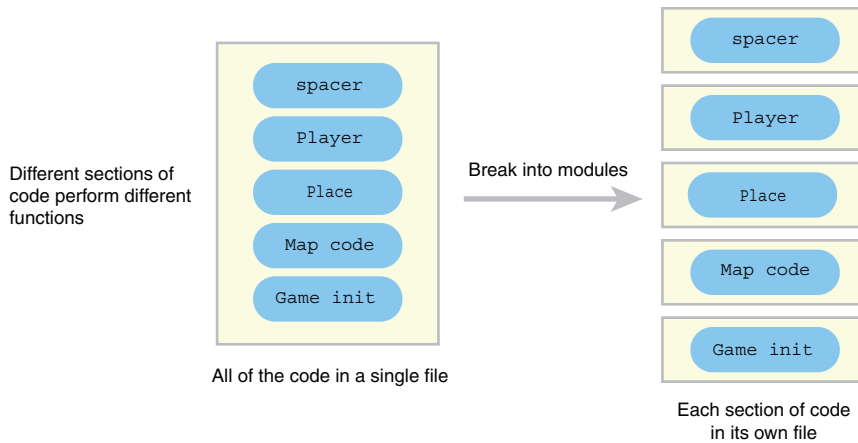 Different sections of
code perform different
functions
spacer
Player
Place
Map code
Game init
All of the code in a single file
Break into modules
spacer
Player
Place
Map code
Game init
Each section of code
in its own file